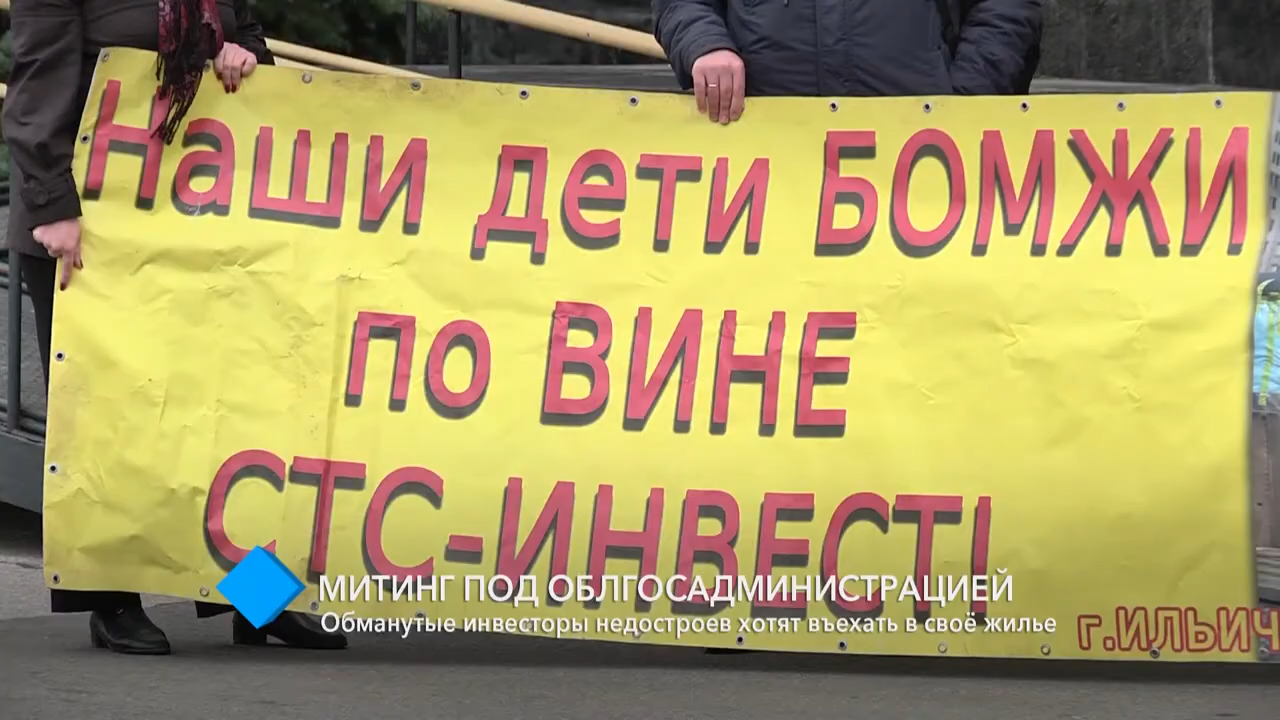 Наши дети БОМЖИ
по ВИНЕ
СТС-ИНВЕСТ!
МИТИНГ ПОД ОБЛГОСАДМИНИСТРАЦИЕЙ
Обманутые инвесторы недостроев хотят въехать в своё жилье
г.ИЛЬИЧ